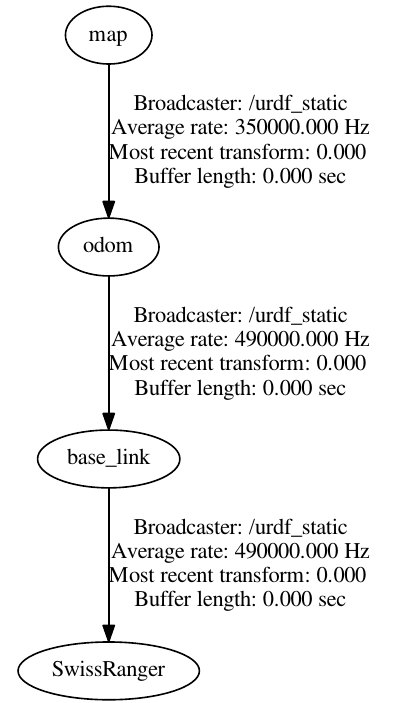 map
Broadcaster: /urdf_static
Average rate: 350000.000 Hz
Most recent transform: 0.000
Buffer length: 0.000 sec
odom
Broadcaster: /urdf_static
Average rate: 490000.000 Hz
Most recent transform: 0.000
Buffer length: 0.000 sec
base_link
Broadcaster: /urdf_static
Average rate: 490000.000 Hz
Most recent transform: 0.000
Buffer length: 0.000 sec
SwissRanger